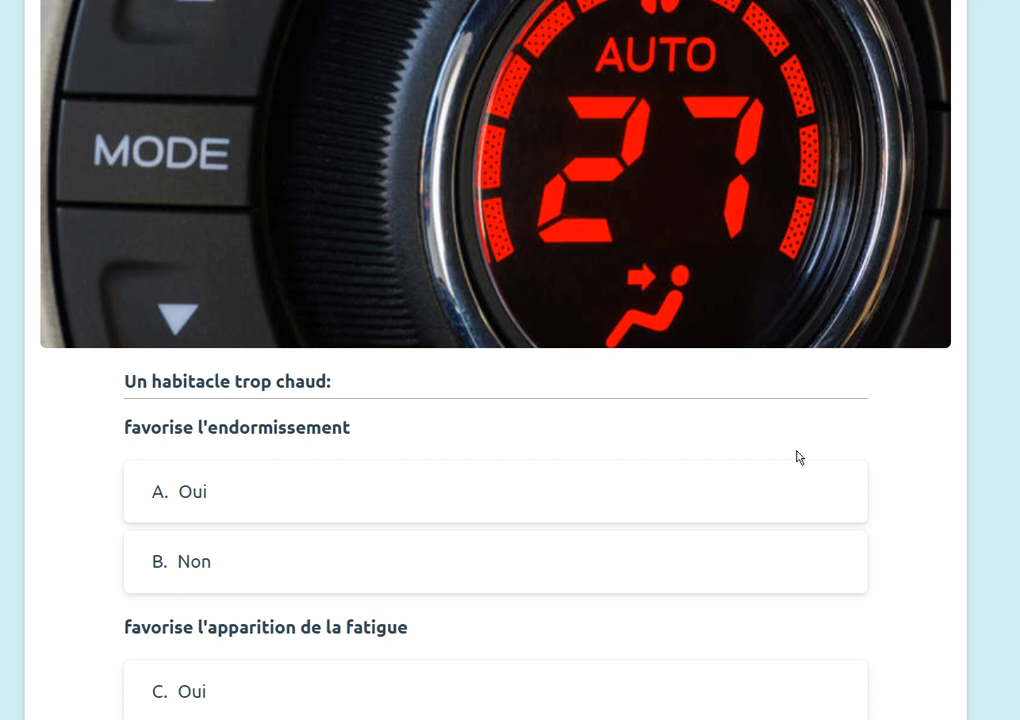 AUTO
27
MODE
Un habitacle trop chaud:
favorise l'endormissement
A. Oui
B. Non
favorise l'apparition de la fatigue
C. Oui